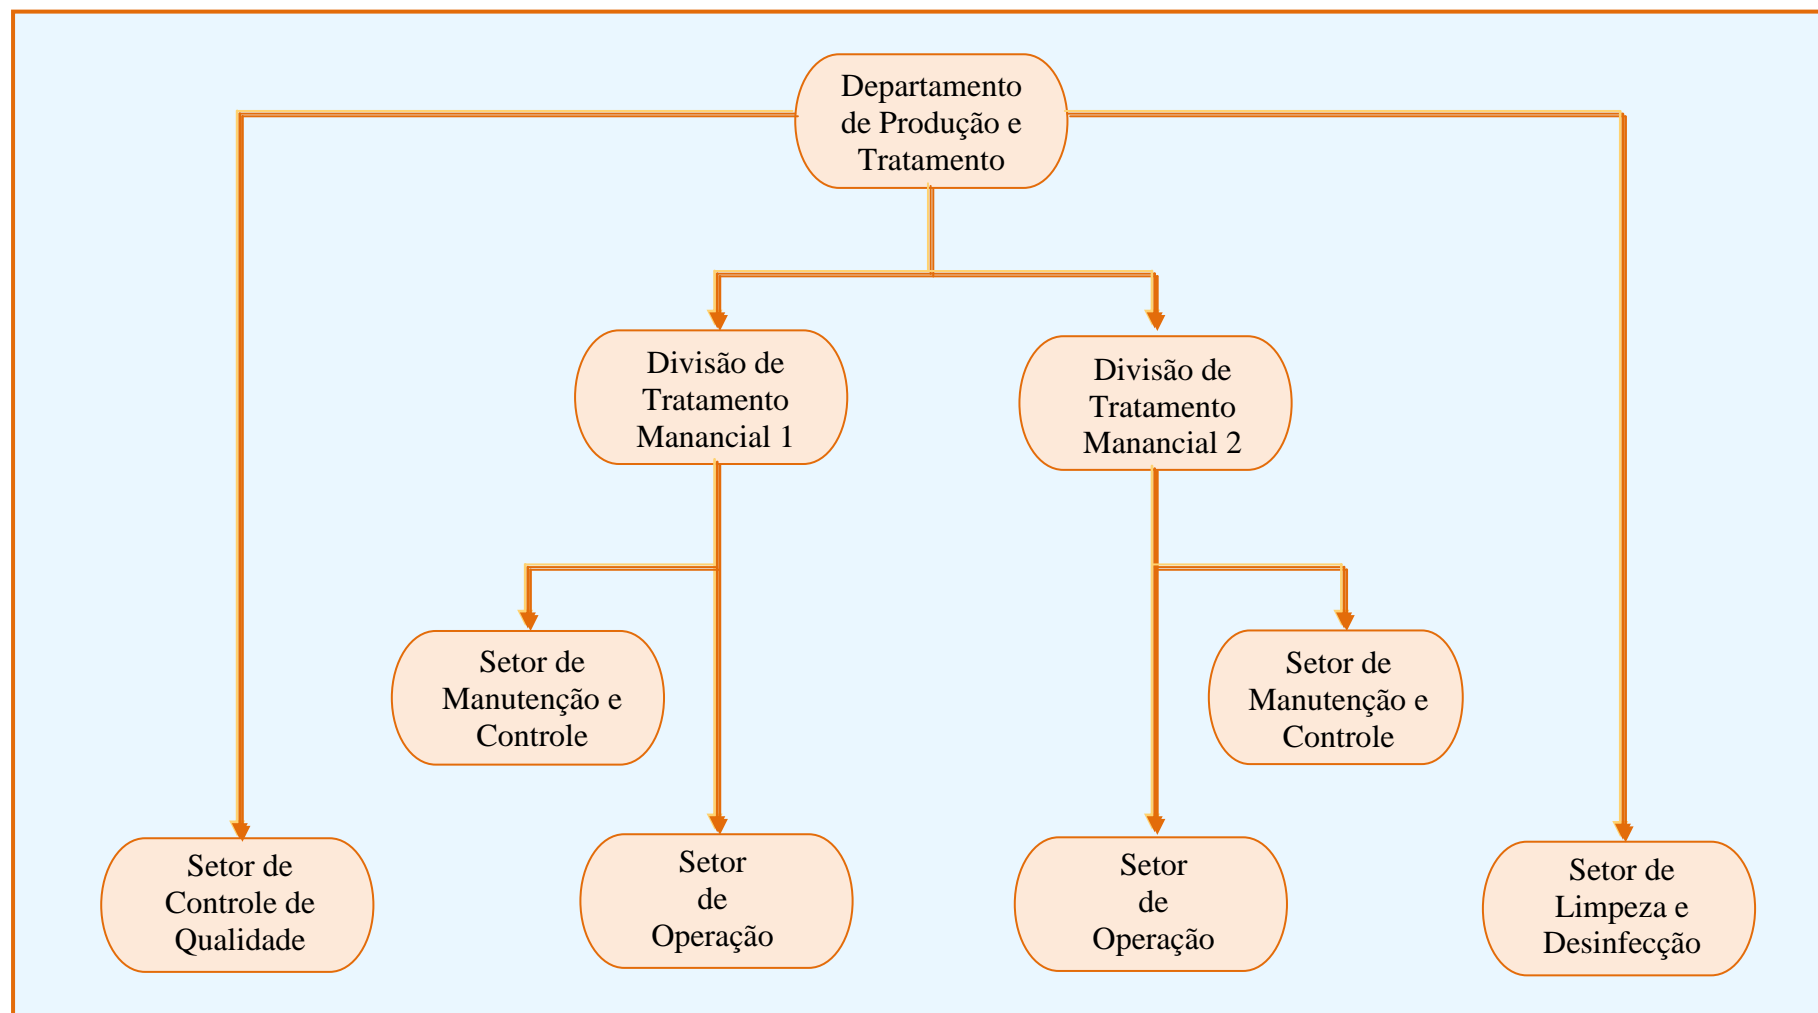 Departamento
de Produção e
Tratamento
Divisão de
Tratamento
Manancial 1
Divisão de
Tratamento
Manancial 2
Setor de
Manutenção e
Controle
Setor de
Manutenção e
Controle
Setor de
Controle de
Qualidade
Setor
de
Operação
Setor
de
Operação
Setor de
Limpeza e
Desinfecção